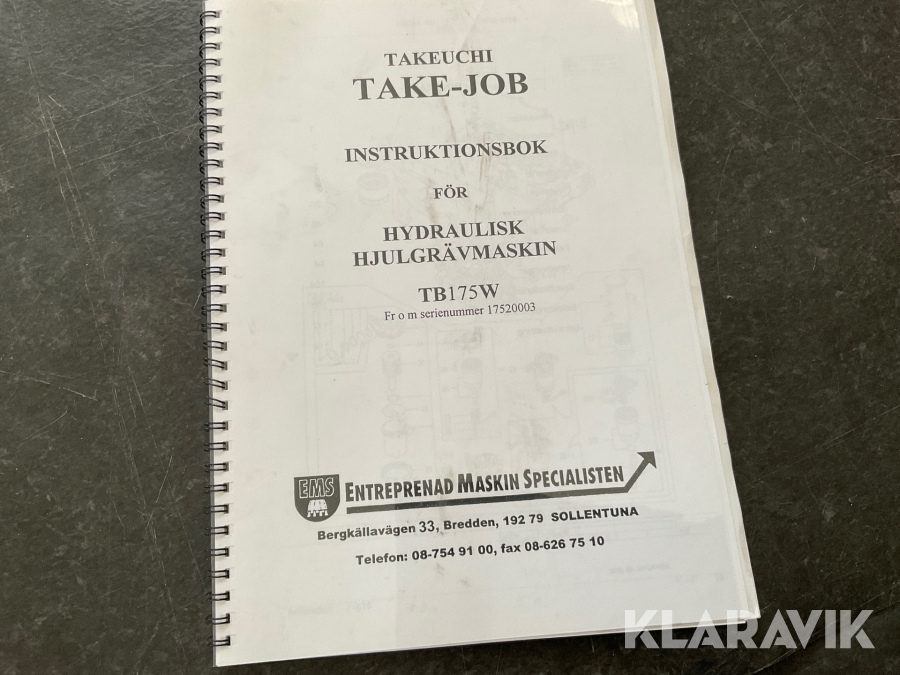 TAKEUCHI
TAKE-JOB
INSTRUKTIONSBOK
FÖR
HYDRAULISK
HJULGRÄVMASKIN
TB175W
Fr o m serienummer 17520003
EMS ENTREPRENAD MASKIN SPECIALISTEN
Bergkällavägen 33, Bredden, 192 79 SOLLENTUNA
Telefon: 08-754 91 00, fax 08-626 75 10
KLARAVIK